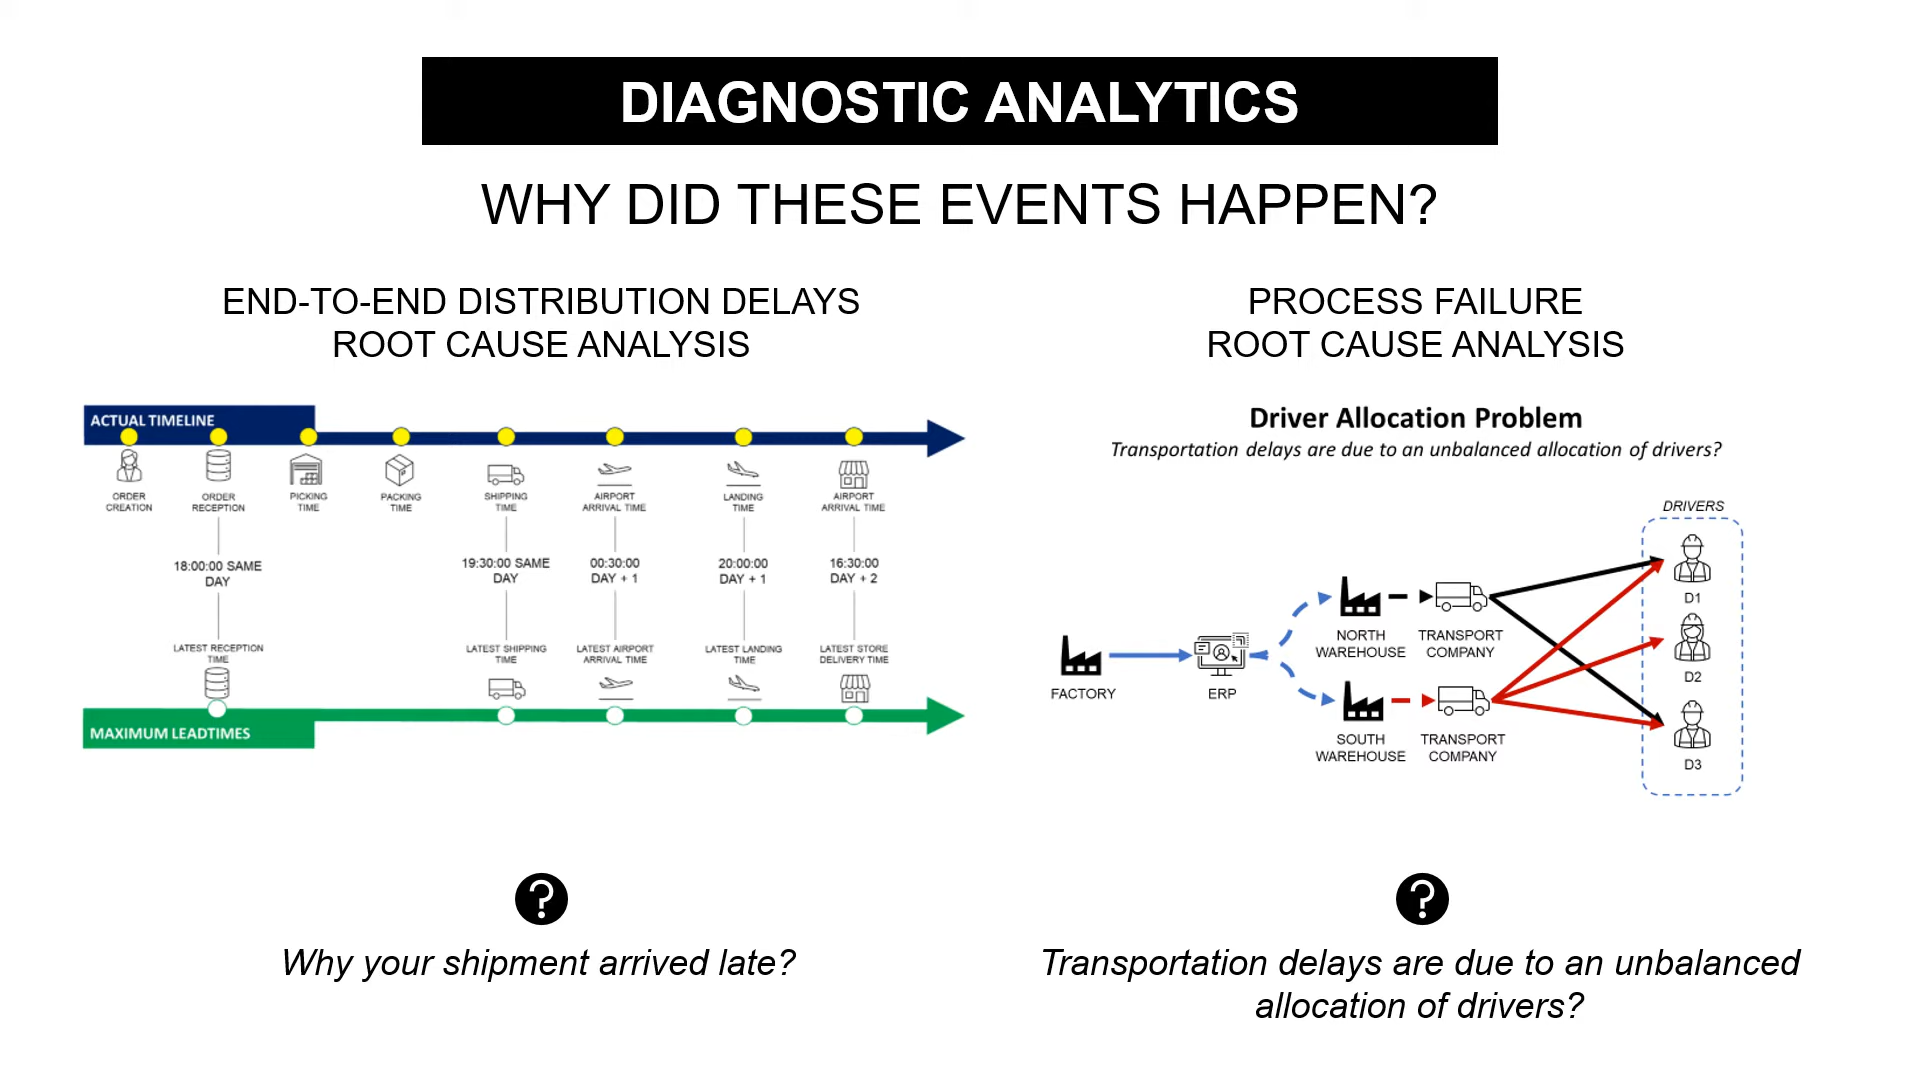 DIAGNOSTIC ANALYTICS
WHY DID THESE EVENTS HAPPEN?
END-TO-END DISTRIBUTION DELAYS
ROOT CAUSE ANALYSIS
ACTUAL TIMELINE
ORDER
CREATION
ORDER
RECEPTION
PICKING
TIME
PACKING
TIME
SHIPPING
TIME
AIRPORT
ARRIVAL TIME
LANDING
TIME
AIRPORT
ARRIVAL TIME
18:00:00 SAME
DAY
19:30:00 SAME
DAY
00:30:00
DAY + 1
20:00:00
DAY + 1
16:30:00
DAY + 2
LATEST RECEPTION
TIME
LATEST SHIPPING
TIME
LATEST AIRPORT
ARRIVAL TIME
LATEST LANDING
TIME
LATEST STORE
DELIVERY TIME
MAXIMUM LEADTIMES
Why your shipment arrived late?
PROCESS FAILURE
ROOT CAUSE ANALYSIS
Driver Allocation Problem
Transportation delays are due to an unbalanced allocation of drivers?
DRIVERS
D1
NORTH
WAREHOUSE
TRANSPORT
COMPANY
D2
FACTORY
ERP
SOUTH
WAREHOUSE
TRANSPORT
COMPANY
D3
Transportation delays are due to an unbalanced
allocation of drivers?